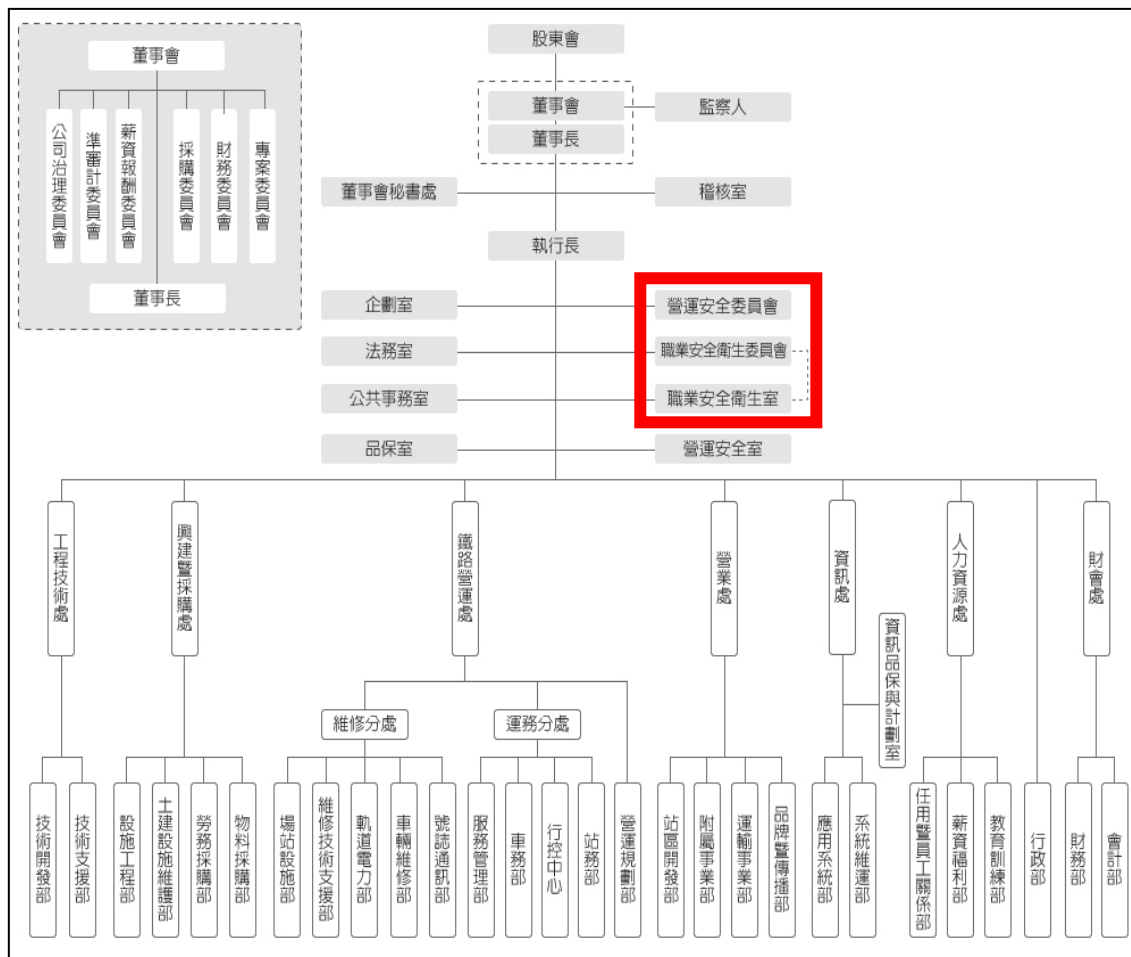 董事會
公司治理委員會
準審計委員會
薪資報酬委員會
採購委員會
財務委員會
專案委員會
董事長
股東會
董事會
監察人
董事長
董事會秘書處
稽核室
執行長
企劃室
營運安全委員會
法務室
職業安全衛生委員會
公共事務室
職業安全衛生室
品保室
營運安全室
工程技術處
興建暨採購處
鐵路營運處
營業處
資訊處
人力資源處
財會處
資訊品保與計劃室
維修分處
運務分處
技術開發部
技術支援部
設施工程部
土建設施維護部
勞務採購部
物料採購部
場站設施部
維修技術支援部
軌道電力部
車輛維修部
號誌通訊部
服務管理部
車務部
行控中心
站務部
營運規劃部
站區開發部
附屬事業部
運輸事業部
品牌暨傳播部
應用系統部
系統維運部
任用暨員工關係部
薪資福利部
教育訓練部
行政部
財務部
會計部